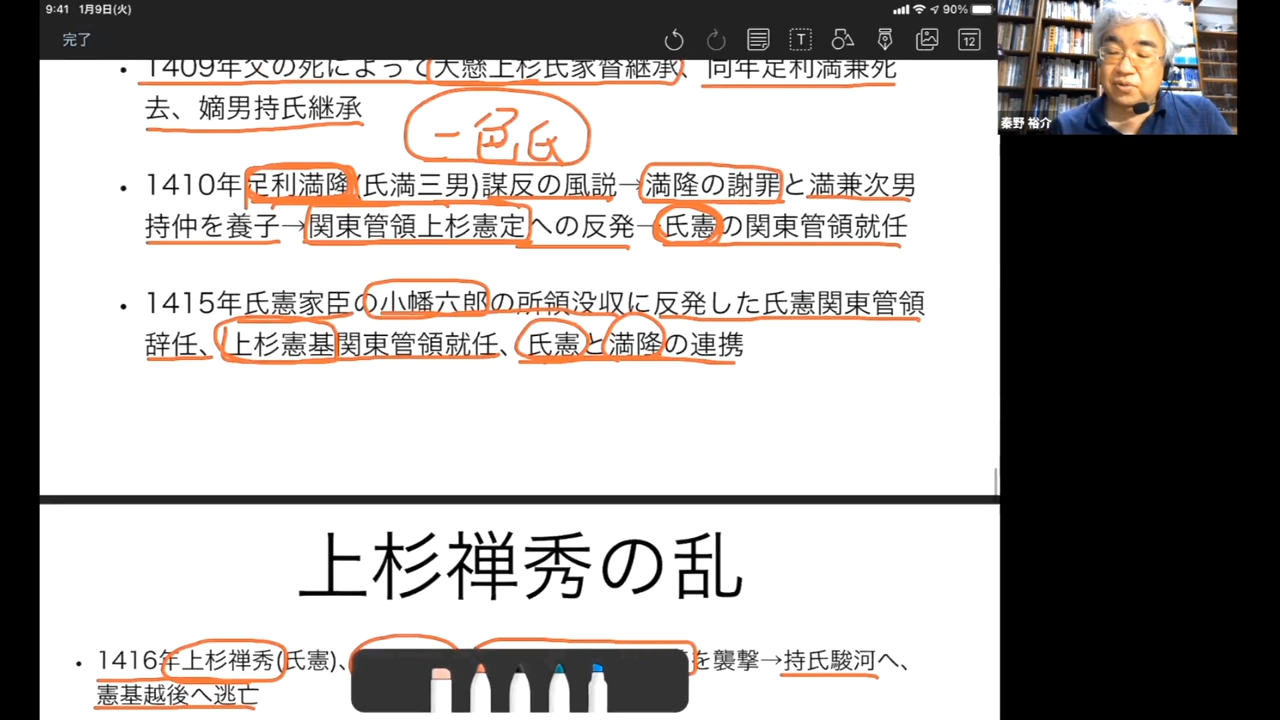 9:41 1月9日(火)
90%
完了
12
秦野 裕介
・1409年父の死によって犬懸上杉氏家督継承、同年足利満兼死
去、嫡男持氏継承
一色氏
・1410年足利満隆(氏満三男)謀反の風説→満隆の謝罪と満兼次男
持仲を養子→関東管領上杉憲定への反発→氏憲の関東管領就任
・1415年氏憲家臣の小幡六郎の所領没収に反発した氏憲関東管領
辞任、上杉憲基関東管領就任、氏憲と満隆の連携
上杉禅秀の乱
・1416年上杉禅秀(氏憲)、
を襲撃→持氏駿河へ、
憲基越後へ逃亡